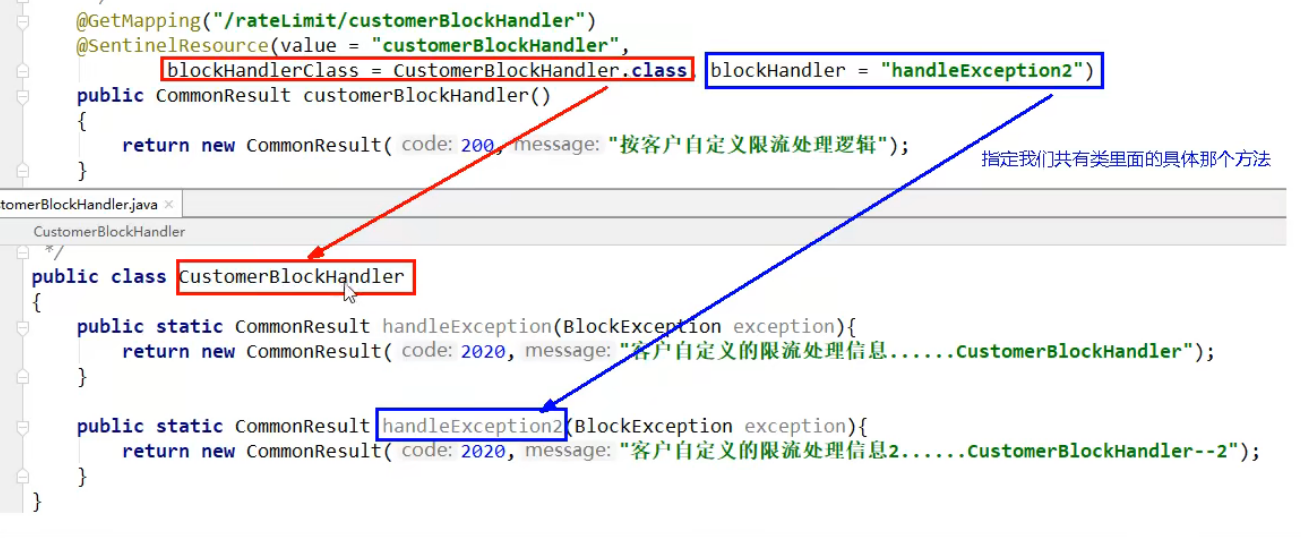 */
@GetMapping("/rateLimit/customerBlockHandler")
@SentinelResource(value = "customerBlockHandler",
blockHandlerClass = CustomerBlockHandler.class, blockHandler = "handleException2")
public CommonResult customerBlockHandler()
{
return new CommonResult( code: 200, message: "按客户自定义限流处理逻辑");
}
指定我们共有类里面的具体那个方法
tomerBlockHandler.java ×
CustomerBlockHandler
*/
public class CustomerBlockHandler
{
public static CommonResult handleException(BlockException exception){
return new CommonResult( code: 2020, message: "客户自定义的限流处理信息......CustomerBlockHandler");
}
public static CommonResult handleException2(BlockException exception){
return new CommonResult( code: 2020, message: "客户自定义的限流处理信息2......CustomerBlockHandler--2");
}
}